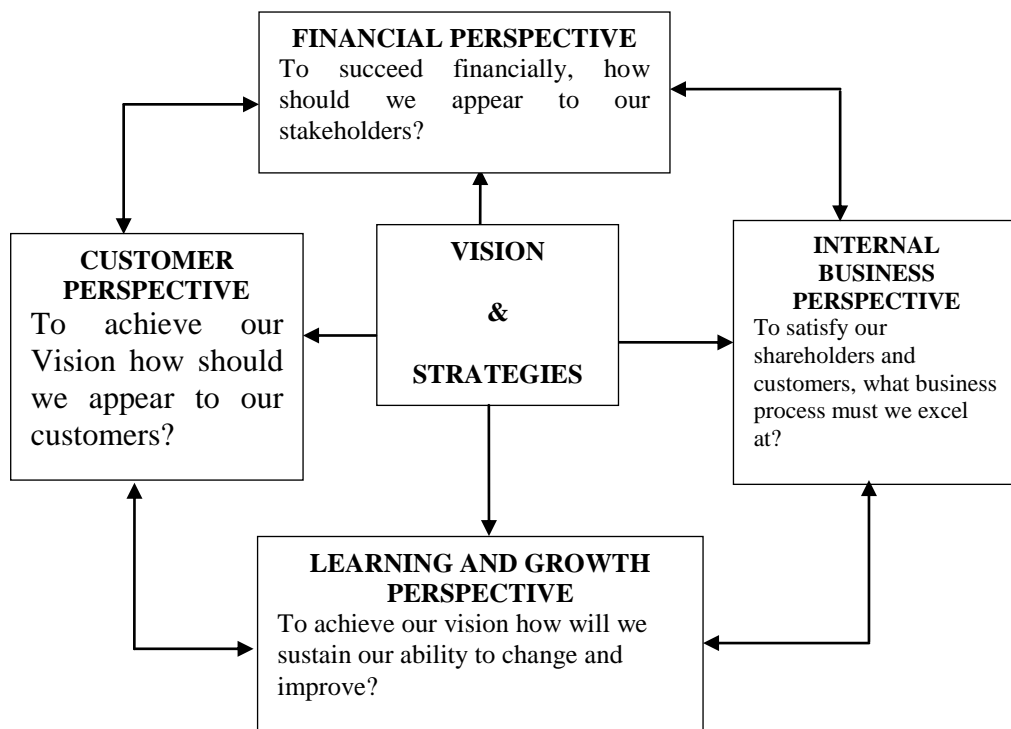 FINANCIAL PERSPECTIVE
To succeed financially, how
should we appear to our
stakeholders?
CUSTOMER
PERSPECTIVE
To achieve our
Vision how should
we appear to our
customers?
VISION
&
STRATEGIES
INTERNAL
BUSINESS
PERSPECTIVE
To satisfy our
shareholders and
customers, what business
process must we excel
at?
LEARNING AND GROWTH
PERSPECTIVE
To achieve our vision how will we
sustain our ability to change and
improve?